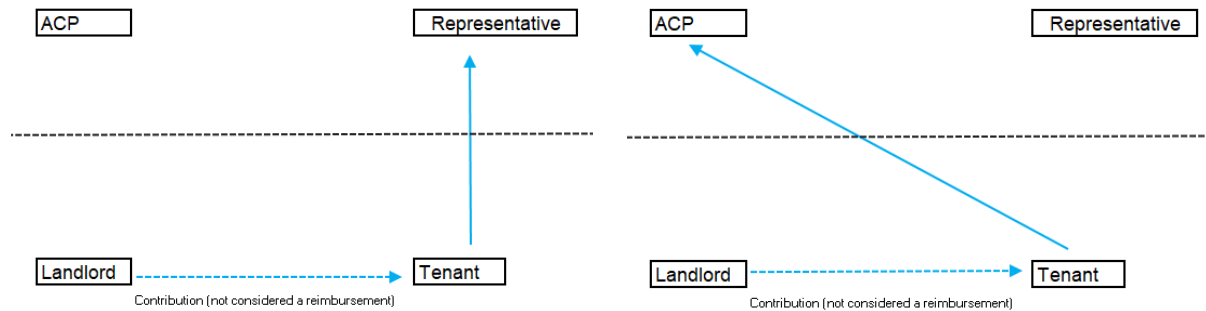 ACP
Representative
Landlord
Tenant
Contribution (not considered a reimbursement)
ACP
Representative
Landlord
Tenant
Contribution (not considered a reimbursement)